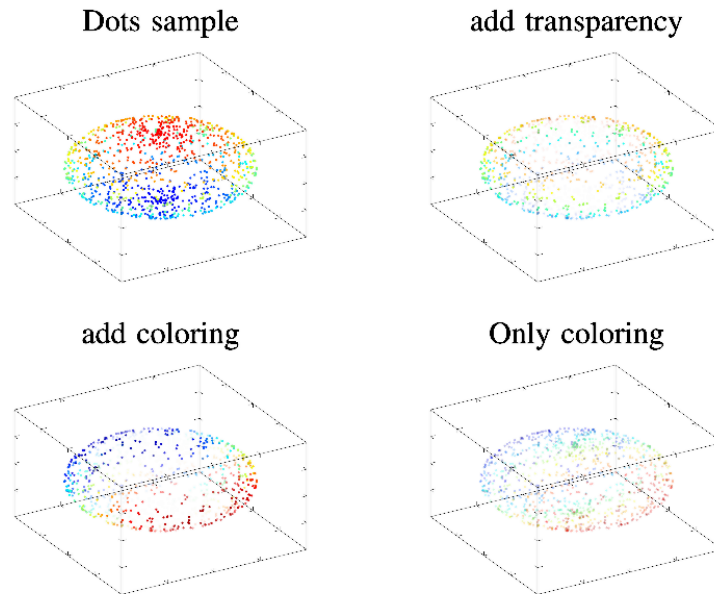 Dots sample
add transparency
add coloring
Only coloring